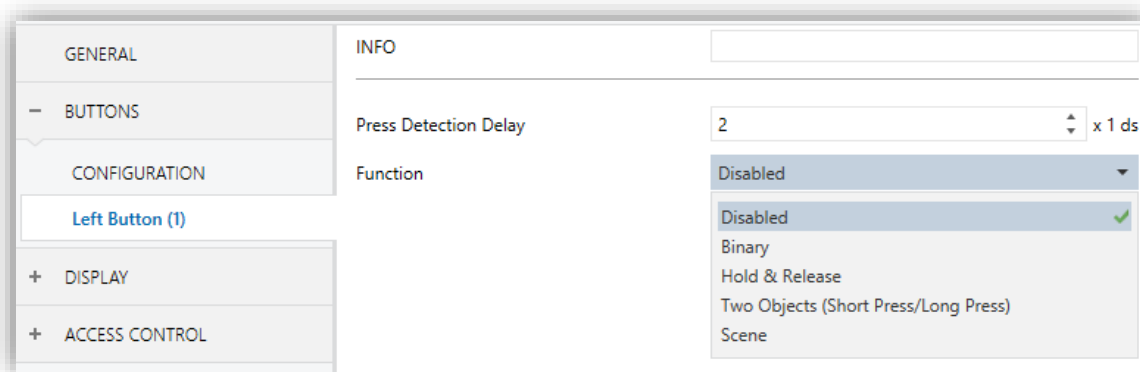 GENERAL
BUTTONS
CONFIGURATION
Left Button (1)
DISPLAY
ACCESS CONTROL
INFO
Press Detection Delay
2
x 1 ds
Function
Disabled
Disabled
Binary
Hold & Release
Two Objects (Short Press/Long Press)
Scene